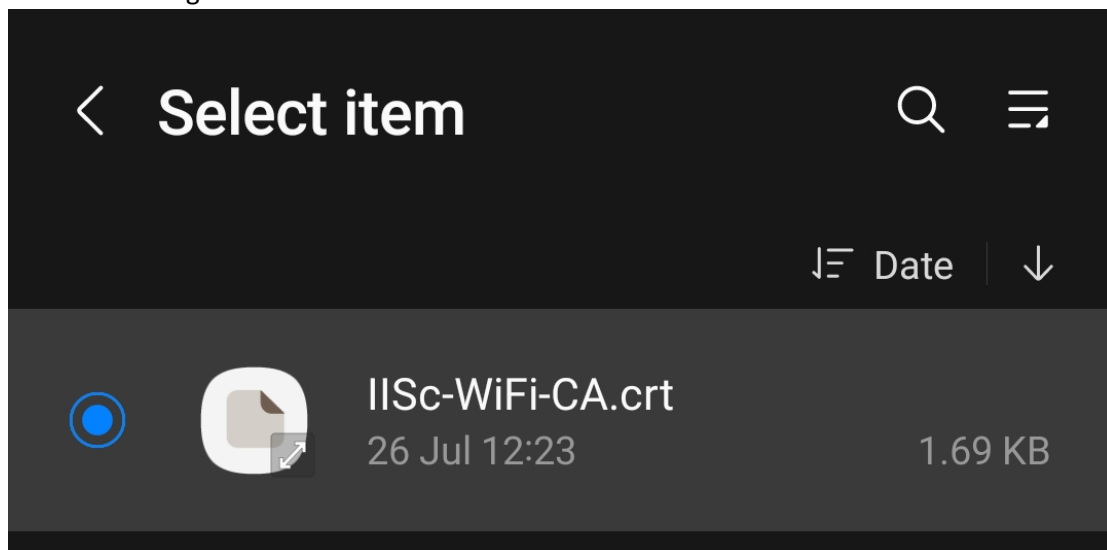 Select item
Date
IISc-WiFi-CA.crt
26 Jul 12:23
1.69 KB